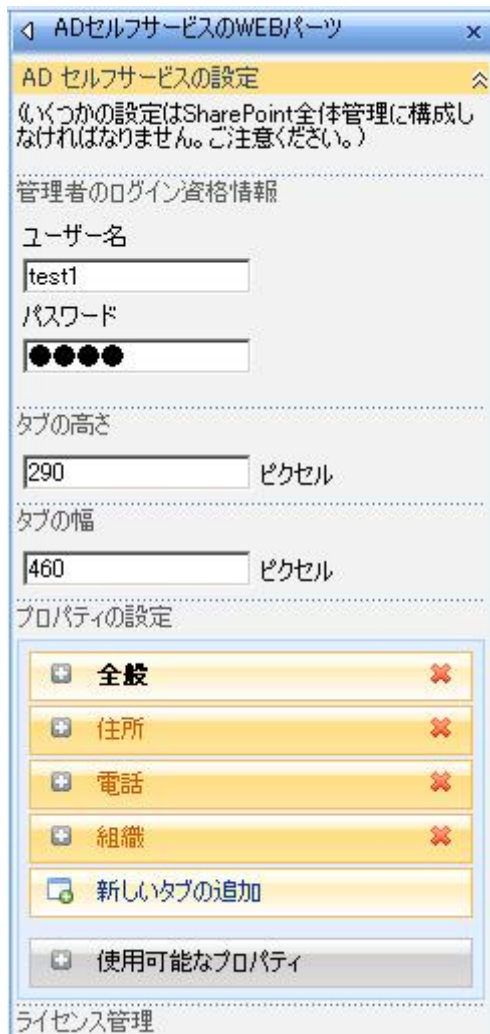 ADセルフサービスのWEBパーツ
AD セルフサービスの設定
(いくつかの設定はSharePoint全体管理に構成し
なければなりません。ご注意ください。)
管理者のログイン資格情報
ユーザー名
test1
パスワード
●●●●
タブの高さ
290 ピクセル
タブの幅
460 ピクセル
プロパティの設定
全般
住所
電話
組織
新しいタブの追加
使用可能なプロパティ
ライセンス管理